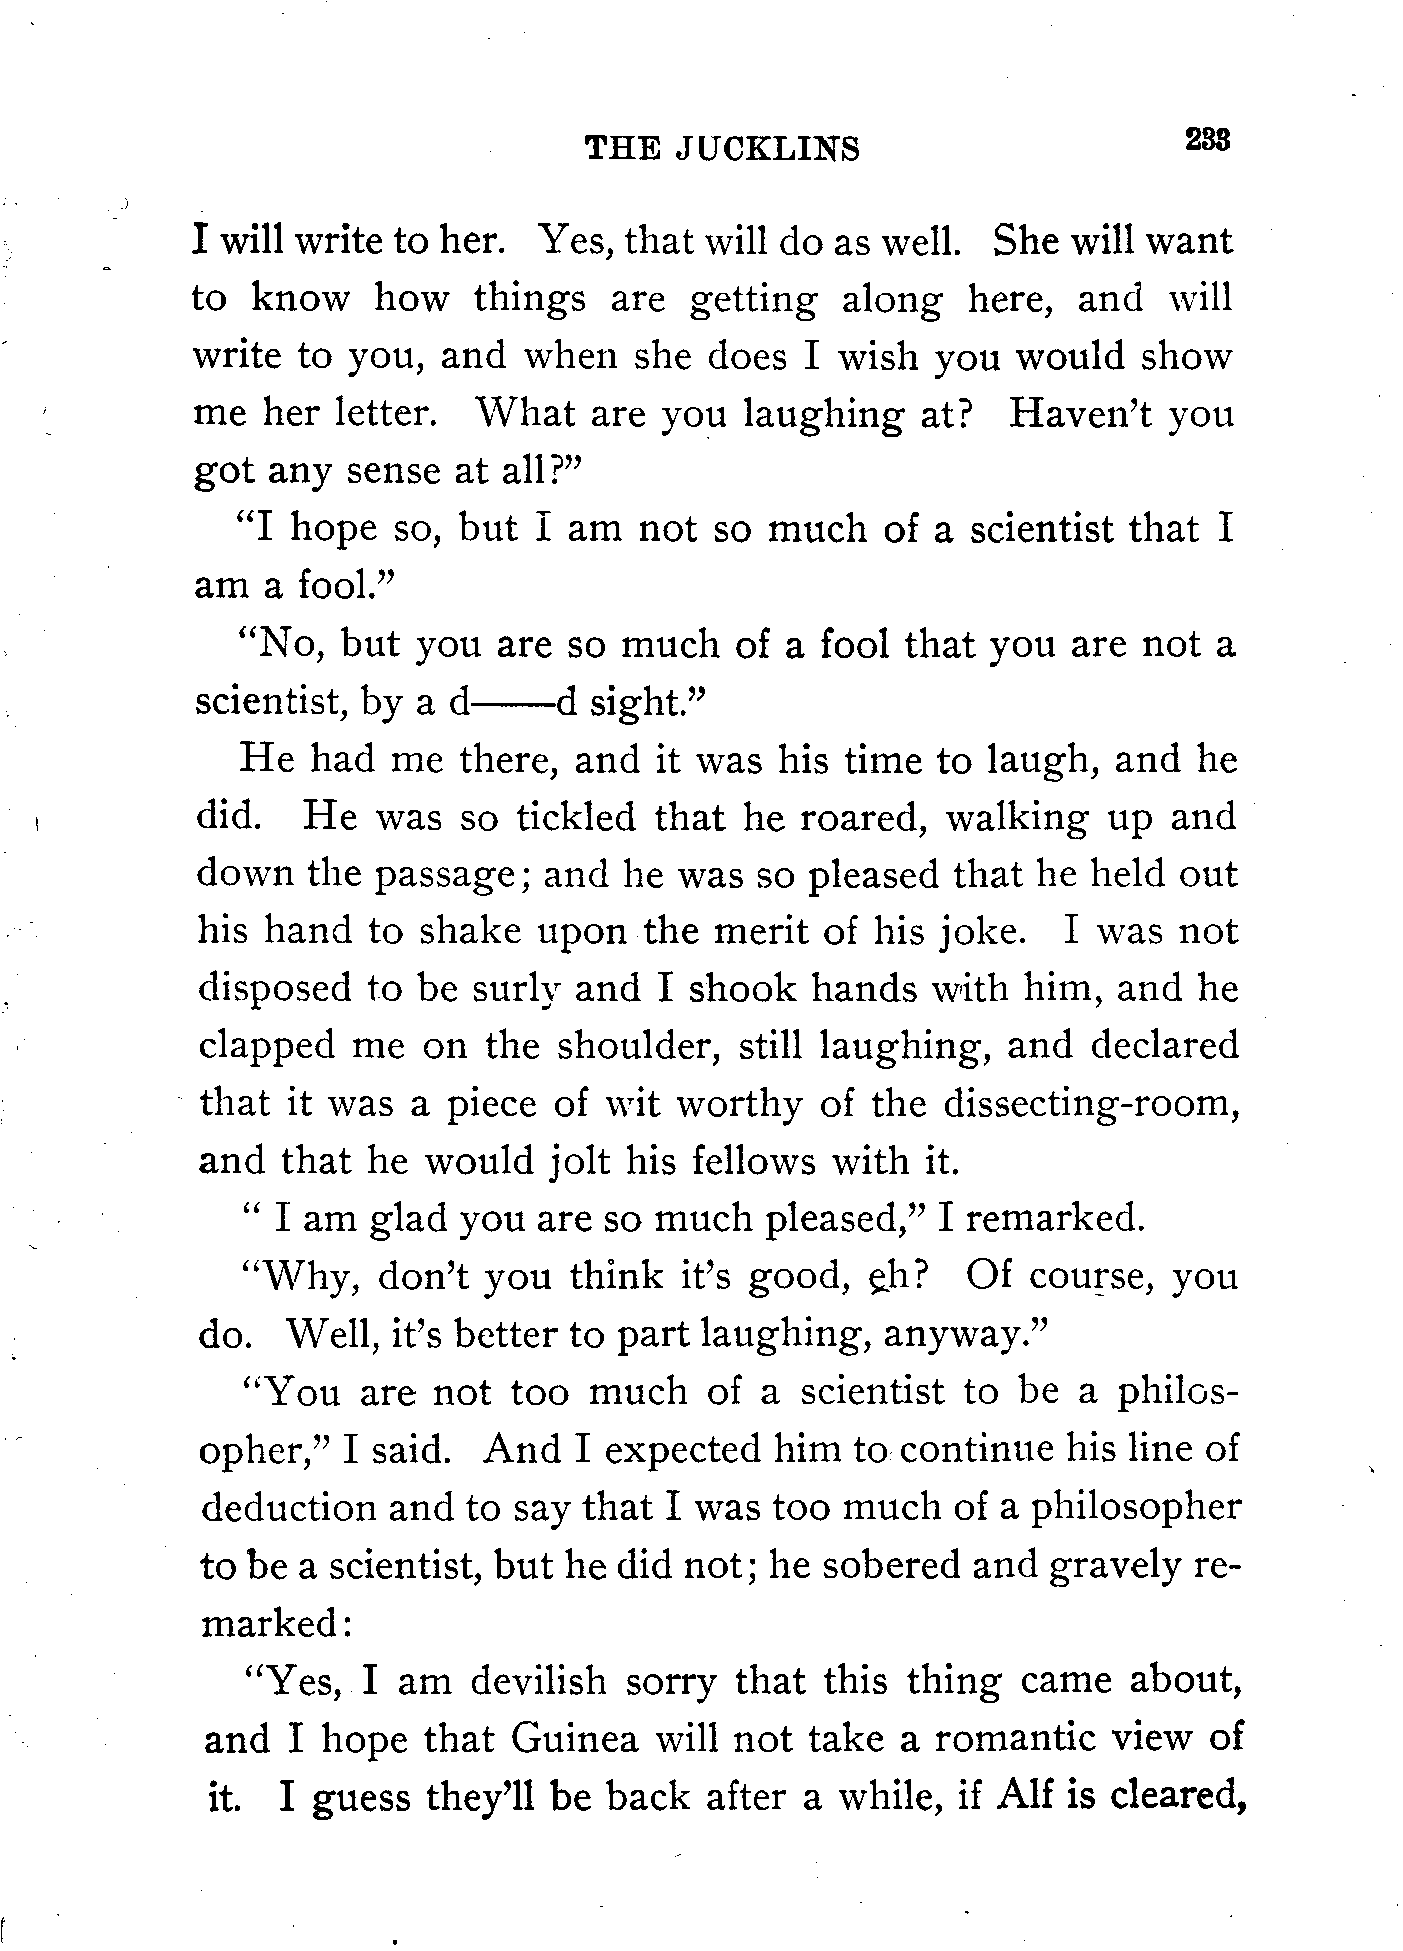 THE JUCKLINS 233
I will write to her. Yes, that will do as well. She will want
to know how things are getting along here, and will
write to you, and when she does I wish you would show
me her letter. What are you laughing at? Haven't you
got any sense at all?”
“I hope so, but I am not so much of a scientist that I
am a fool.”
“No, but you are so much of a fool that you are not a
scientist, by a d——d sight.”
He had me there, and it was his time to laugh, and he
did. He was so tickled that he roared, walking up and
down the passage; and he was so pleased that he held out
his hand to shake upon the merit of his joke. I was not
disposed to be surly and I shook hands with him, and he
clapped me on the shoulder, still laughing, and declared
that it was a piece of wit worthy of the dissecting-room,
and that he would jolt his fellows with it.
“ I am glad you are so much pleased,” I remarked.
“Why, don't you think it's good, eh? Of course, you
do. Well, it's better to part laughing, anyway.”
“You are not too much of a scientist to be a philos-
opher,” I said. And I expected him to continue his line of
deduction and to say that I was too much of a philosopher
to be a scientist, but he did not; he sobered and gravely re-
marked:
“Yes, I am devilish sorry that this thing came about,
and I hope that Guinea will not take a romantic view of
it. I guess they'll be back after a while, if Alf is cleared,